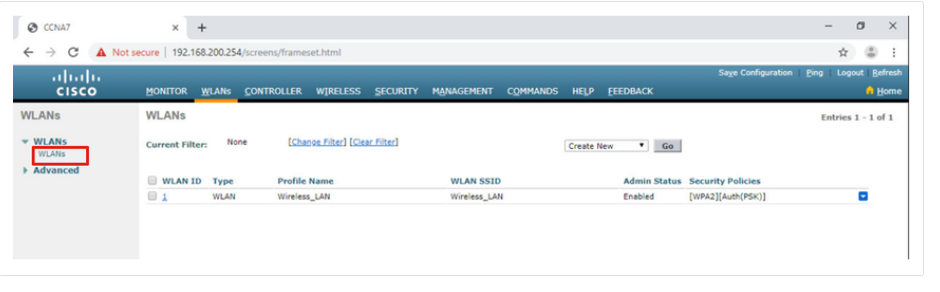 CCNA7
Not secure | 192.168.200.254/screens/frameset.html
Save Configuration | Ping | Logout | Refresh
CISCO
MONITOR WLANs CONTROLLER WIRELESS SECURITY MANAGEMENT COMMANDS HELP FEEDBACK
Home
WLANs
WLANs
WLANs
Advanced
WLANs
Entries 1 - 1 of 1
Current Filter: None [Change Filter] [Clear Filter]
Create New Go
WLAN ID Type Profile Name WLAN SSID Admin Status Security Policies
1 WLAN Wireless_LAN Wireless_LAN Enabled [WPA2][Auth(PSK)]